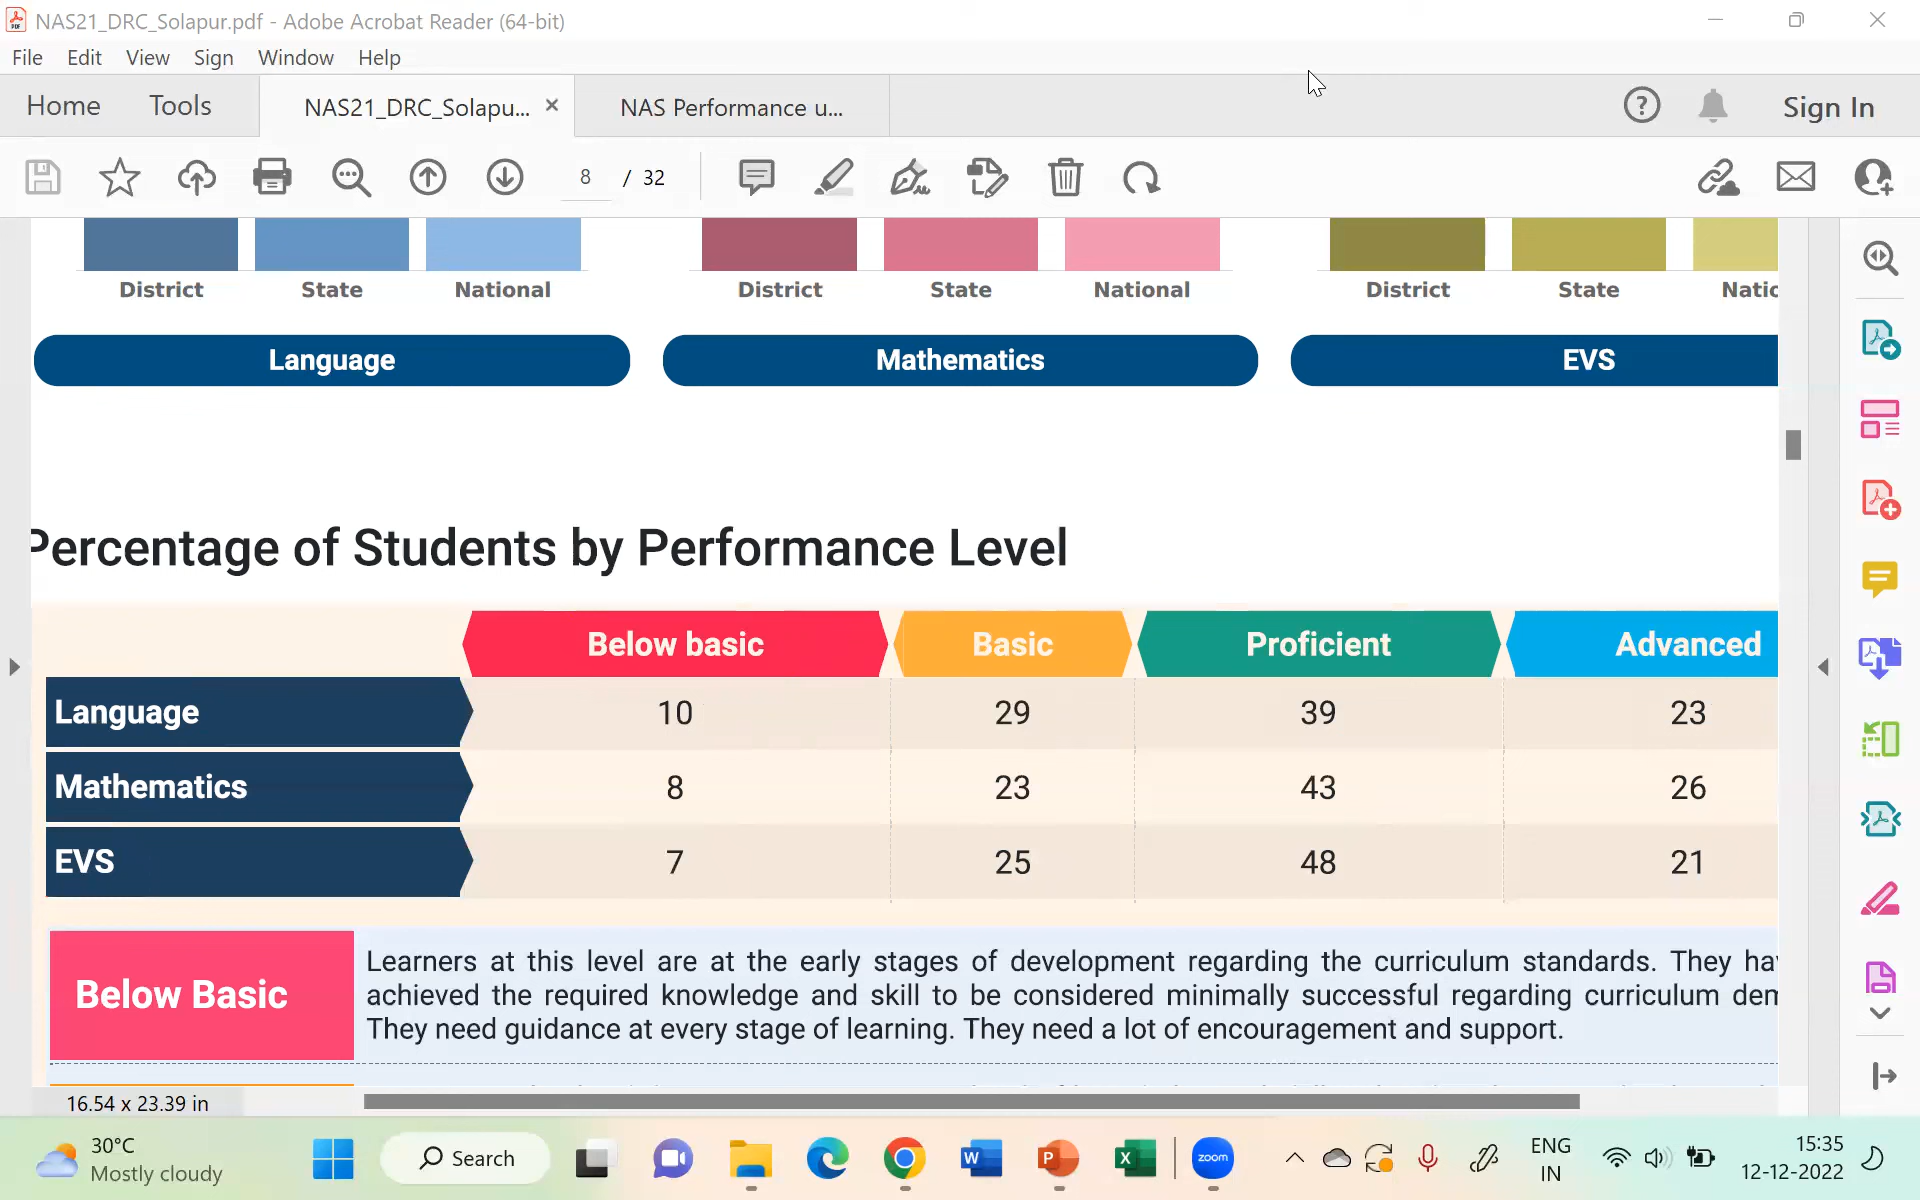 NAS21_DRC_Solapur.pdf - Adobe Acrobat Reader (64-bit)
File Edit View Sign Window Help
Home Tools NAS21_DRC_Solapu... × NAS Performance u... Sign In
8 / 32
District State National District State National District State Natio
Language Mathematics EVS
Percentage of Students by Performance Level
Below basic Basic Proficient Advanced
Language 10 29 39 23
Mathematics 8 23 43 26
EVS 7 25 48 21
Below Basic
Learners at this level are at the early stages of development regarding the curriculum standards. They hav
achieved the required knowledge and skill to be considered minimally successful regarding curriculum dem
They need guidance at every stage of learning. They need a lot of encouragement and support.
16.54 x 23.39 in
30°C
Mostly cloudy
Search
zoom
ENG
IN
15:35
12-12-2022